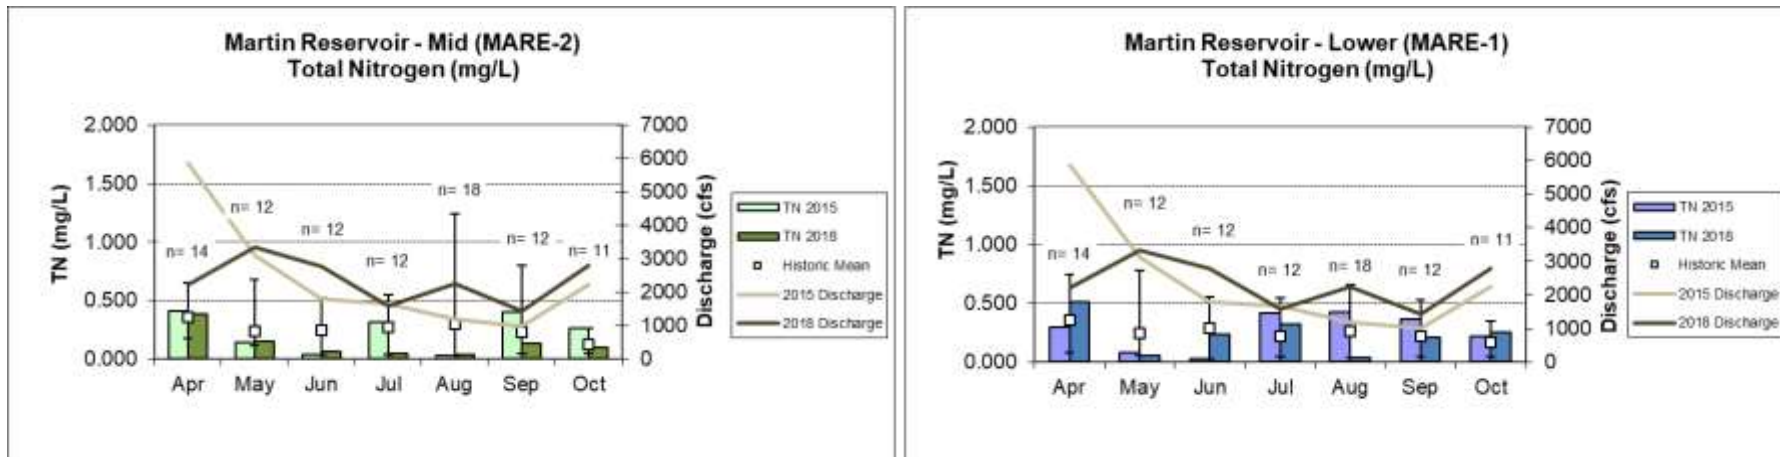 Martin Reservoir - Mid (MARE-2)
Total Nitrogen (mg/L)
TN (mg/L)
2.000
1.500
1.000
0.500
0.000
7000
6000
5000
4000
3000
2000
1000
0
Discharge (cfs)
n= 14
n= 12
n= 12
n= 12
n= 18
n= 12
n= 11
Apr May Jun Jul Aug Sep Oct
TN 2015
TN 2018
Historic Mean
2015 Discharge
2018 Discharge
Martin Reservoir - Lower (MARE-1)
Total Nitrogen (mg/L)
TN (mg/L)
2.000
1.500
1.000
0.500
0.000
7000
6000
5000
4000
3000
2000
1000
0
Discharge (cfs)
n= 14
n= 12
n= 12
n= 12
n= 18
n= 12
n= 11
Apr May Jun Jul Aug Sep Oct
TN 2015
TN 2018
Historic Mean
2015 Discharge
2018 Discharge